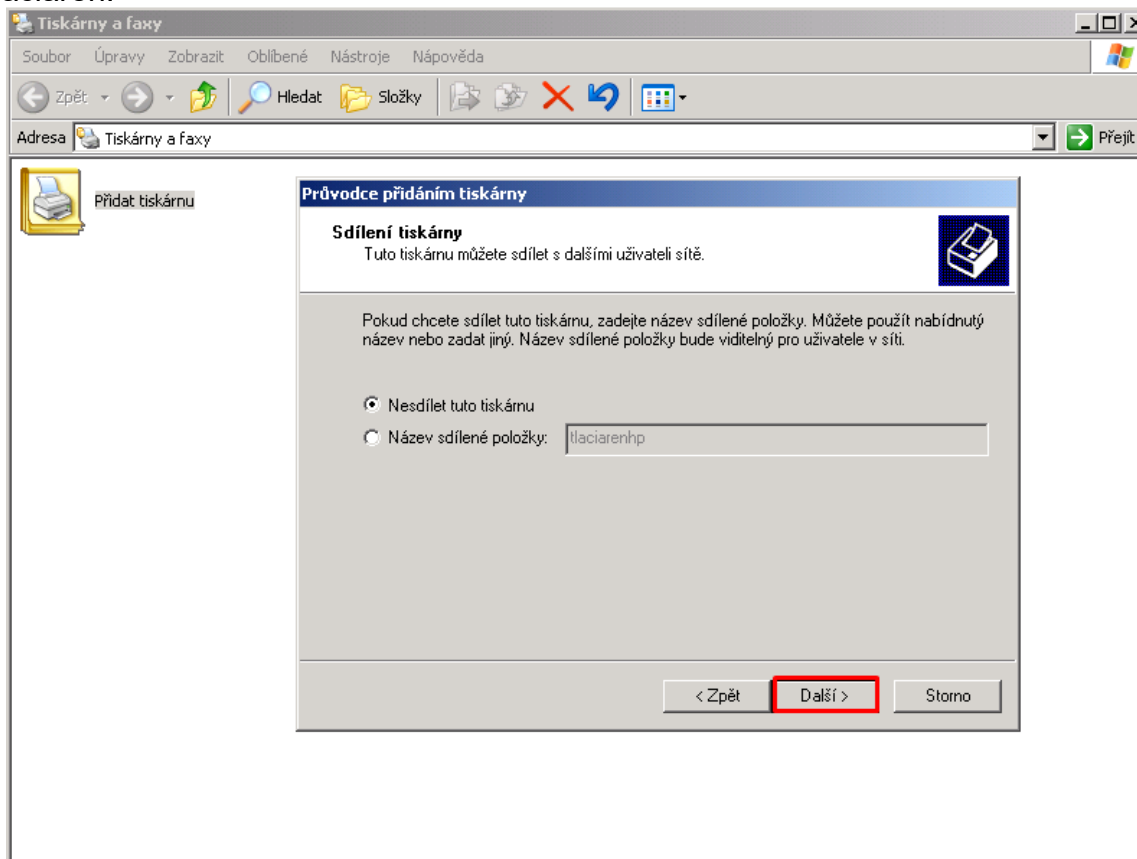 Tiskárny a faxy
Soubor Úpravy Zobrazit Oblíbené Nástroje Nápověda
Zpět Hledat Složky
Adresa Tiskárny a faxy Přejít
Přidat tiskárnu
Průvodce přidáním tiskárny
Sdílení tiskárny
Tuto tiskárnu můžete sdílet s dalšími uživateli sítě.
Pokud chcete sdílet tuto tiskárnu, zadejte název sdílené položky. Můžete použít nabídnutý
název nebo zadat jiný. Název sdílené položky bude viditelný pro uživatele v síti.
Nesdílet tuto tiskárnu
Název sdílené položky: tlaciarenhp
< Zpět Další > Storno